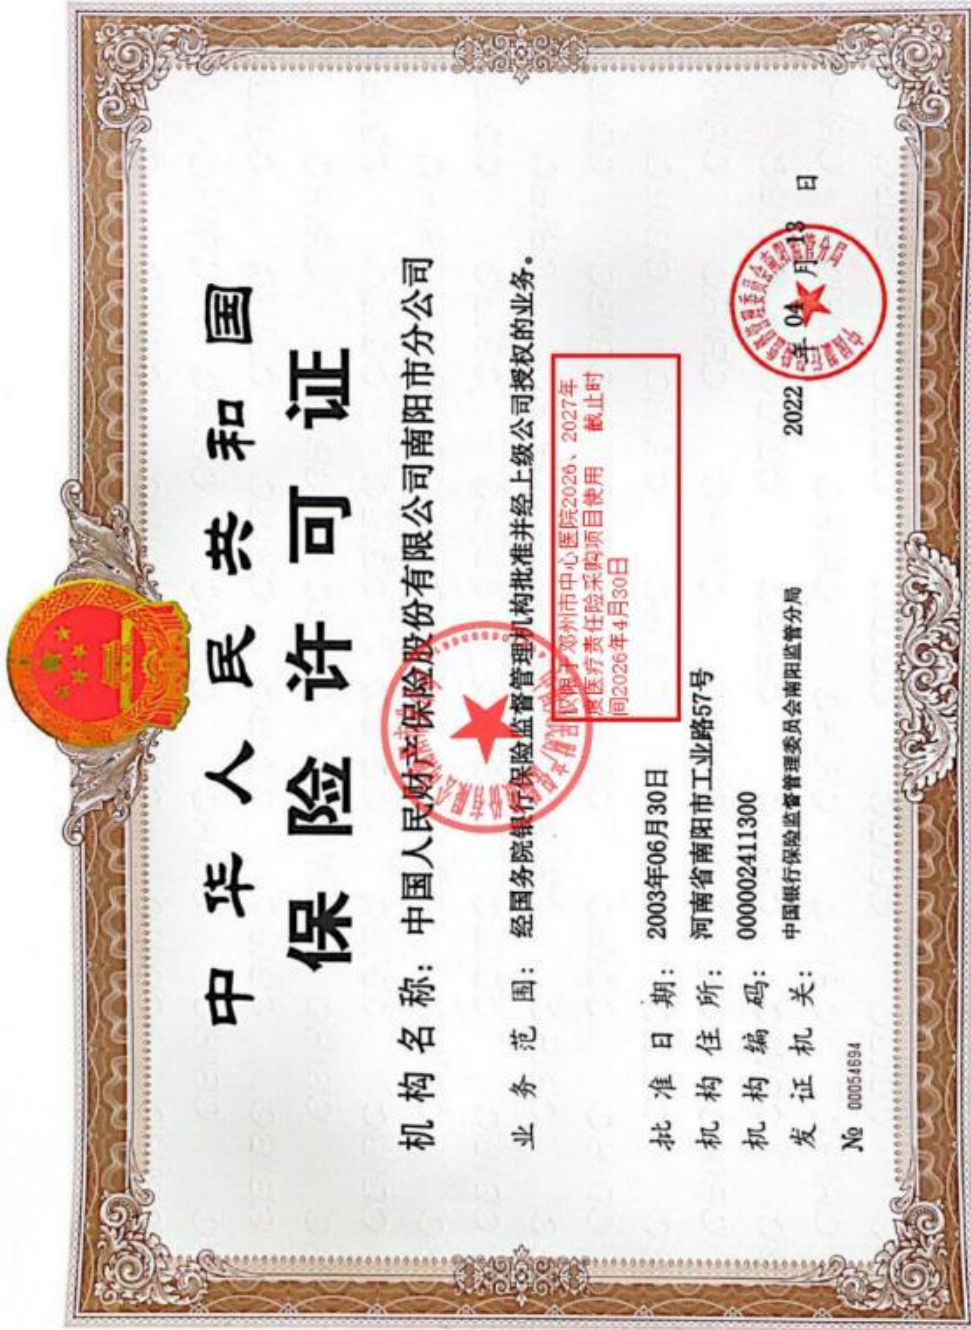 中华人民共和国
保险许可证
机构名称：中国人民财产保险股份有限公司南阳市分公司
业务范围：经国务院银行保险监督管理机构批准并经上级公司授权的业务。
仅限于邓州市中心医院2026、2027年
度医疗责任险采购项目使用 截止时
间2026年4月30日
批准日期：2003年06月30日
机构住所：河南省南阳市工业路57号
机构编码：000002411300
发证机关：中国银行保险监督管理委员会南阳监管分局
2022年04月13日
№ 00054694